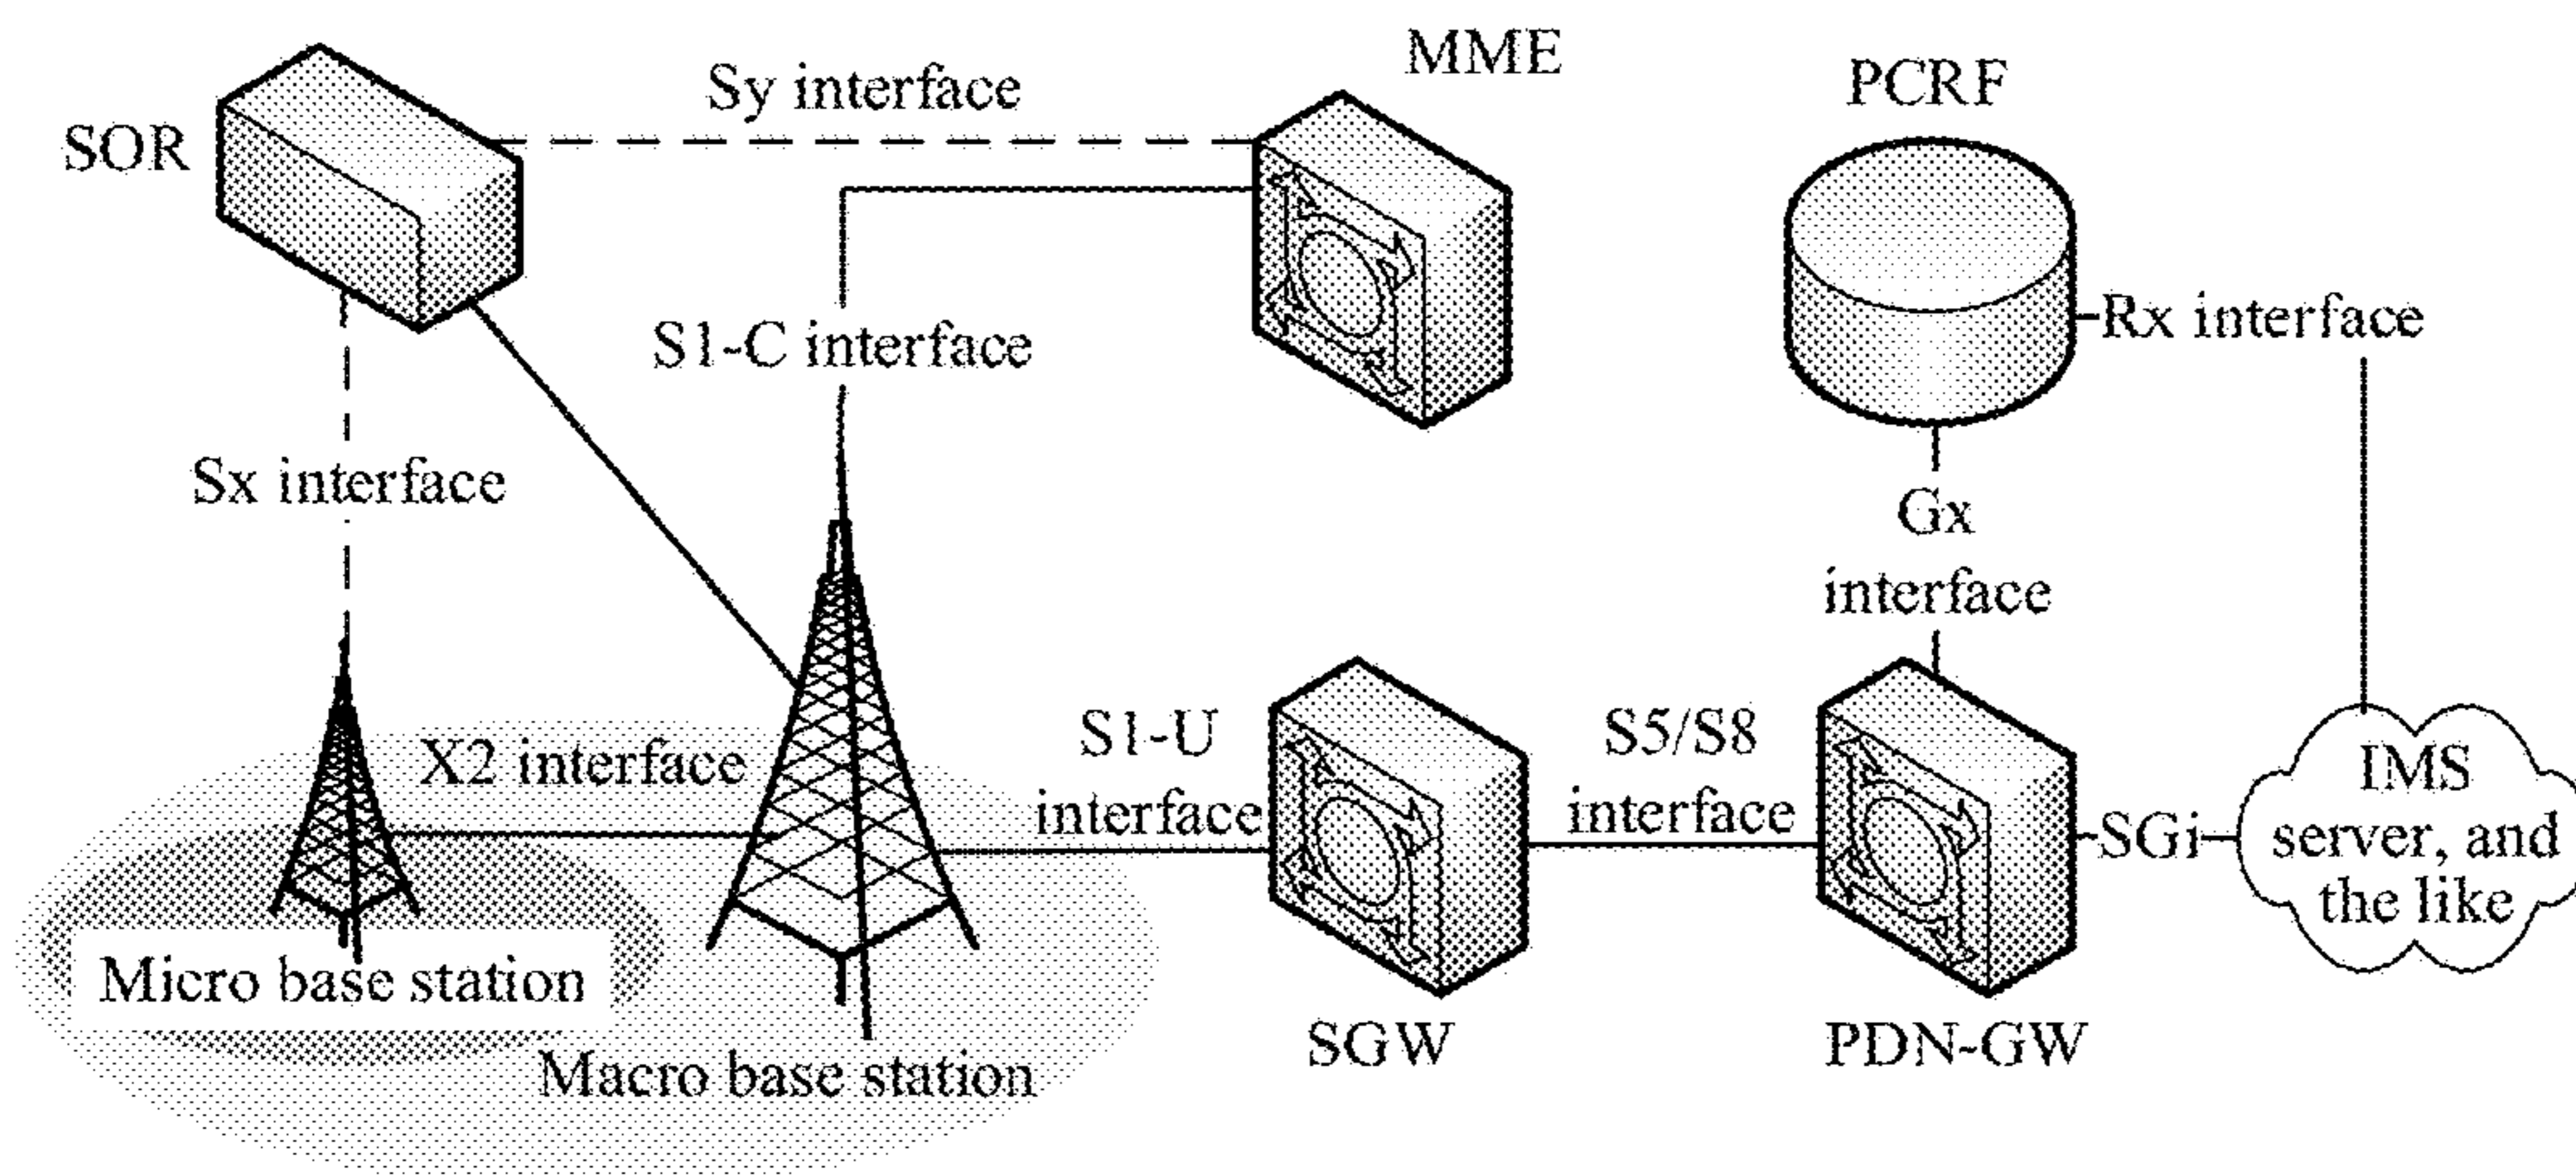 MME
PCRF
Sy interface
SOR
Rx interface
S1-C interface
Sx interface
Gx
interface
X2 interface
S1-U
interface
S5/S8
interface
SGi
IMS
server, and
the like
Micro base station
Macro base station
SGW
PDN-GW